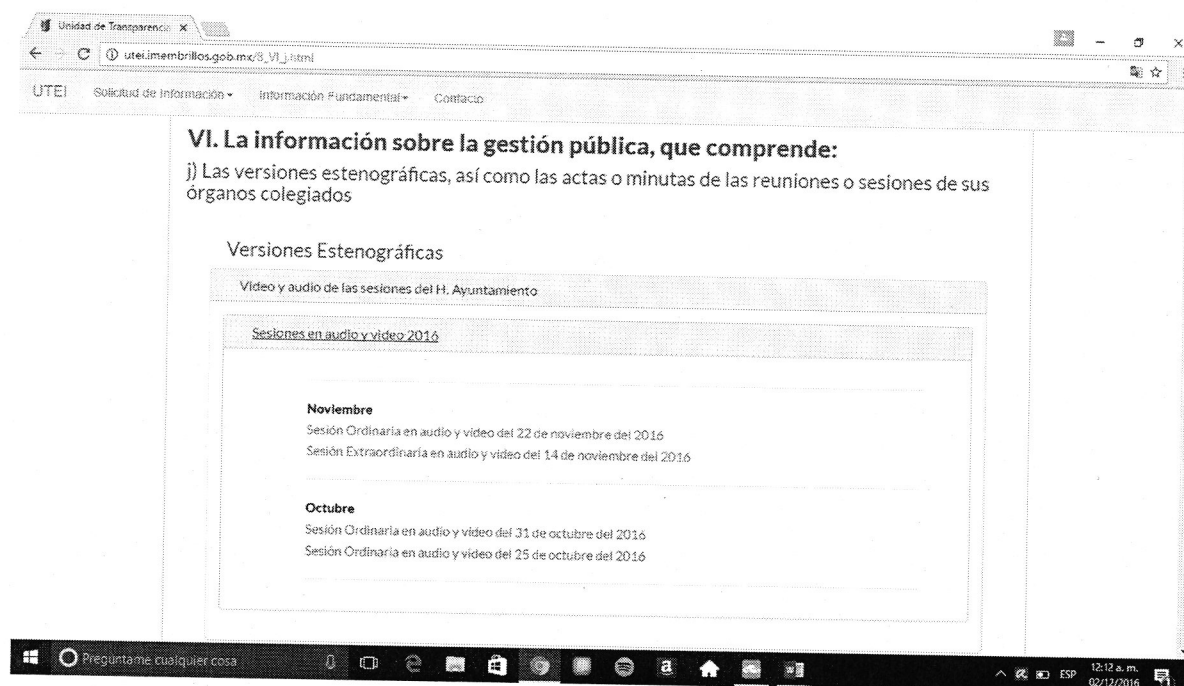 Unidad de Transparencia
utei.imembrillos.gob.mx/8_VI_j.html
UTEI Solicitud de Información Información Fundamental Contacto
VI. La información sobre la gestión pública, que comprende:
j) Las versiones estenográficas, así como las actas o minutas de las reuniones o sesiones de sus
órganos colegiados
Versiones Estenográficas
Video y audio de las sesiones del H. Ayuntamiento
Sesiones en audio y video 2016
Noviembre
Sesión Ordinaria en audio y video del 22 de noviembre del 2016
Sesión Extraordinaria en audio y video del 14 de noviembre del 2016
Octubre
Sesión Ordinaria en audio y video del 31 de octubre del 2016
Sesión Ordinaria en audio y video del 25 de octubre del 2016
Pregúntame cualquier cosa
ESP
12:12 a. m.
02/12/2016